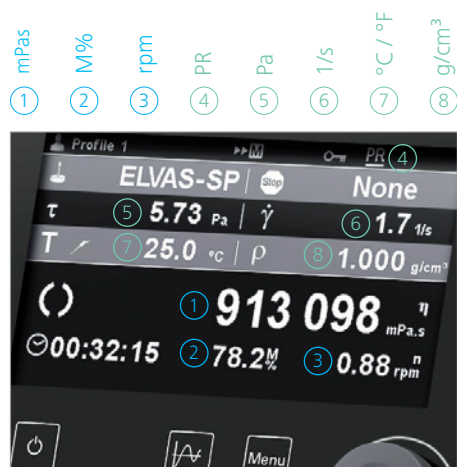 mPas M% rpm PR Pa 1/s °C / °F g/cm³
1 2 3 4 5 6 7 8
Profile 1 ▸▸M PR 4
ELVAS-SP Stop None
τ 5 5.73 Pa γ̇ 6 1.7 1/s
T 7 25.0 °C ρ 8 1.000 g/cm³
1 913 098 η mPa.s
00:32:15 2 78.2 M% 3 0.88 n rpm
Menu